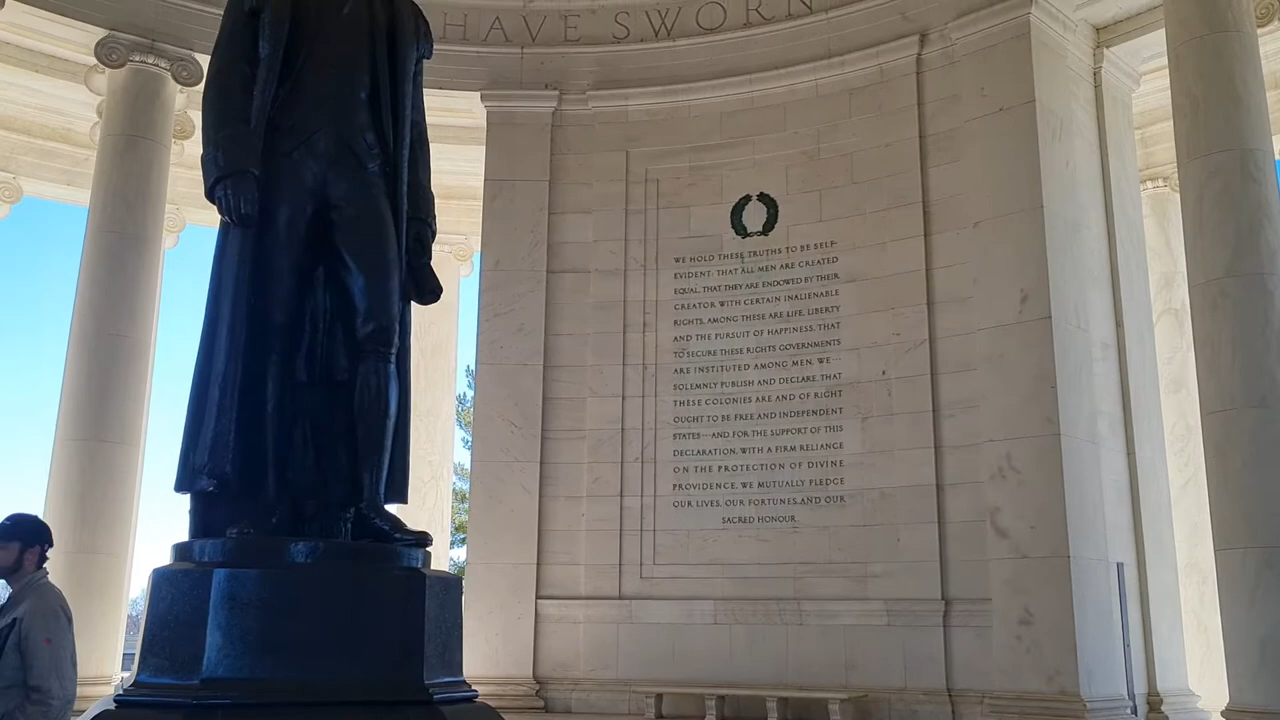 HAVE SWORN
WE HOLD THESE TRUTHS TO BE SELF-
EVIDENT: THAT ALL MEN ARE CREATED
EQUAL, THAT THEY ARE ENDOWED BY THEIR
CREATOR WITH CERTAIN INALIENABLE
RIGHTS, AMONG THESE ARE LIFE, LIBERTY
AND THE PURSUIT OF HAPPINESS, THAT
TO SECURE THESE RIGHTS GOVERNMENTS
ARE INSTITUTED AMONG MEN. WE···
SOLEMNLY PUBLISH AND DECLARE, THAT
THESE COLONIES ARE AND OF RIGHT
OUGHT TO BE FREE AND INDEPENDENT
STATES···AND FOR THE SUPPORT OF THIS
DECLARATION, WITH A FIRM RELIANCE
ON THE PROTECTION OF DIVINE
PROVIDENCE, WE MUTUALLY PLEDGE
OUR LIVES, OUR FORTUNES AND OUR
SACRED HONOUR.